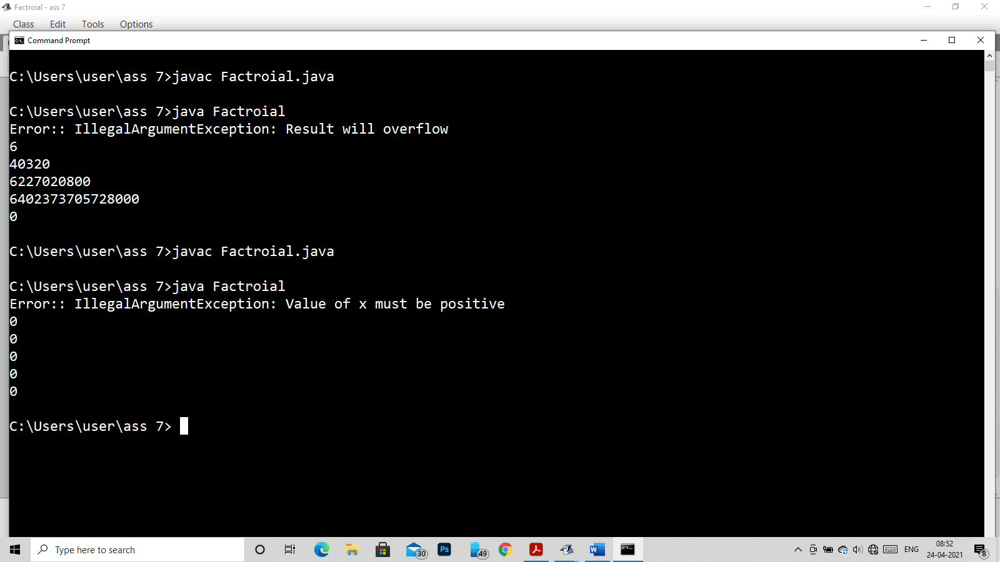 Factroial - ass 7
Class Edit Tools Options
Command Prompt
C:\Users\user\ass 7>javac Factroial.java
C:\Users\user\ass 7>java Factroial
Error:: IllegalArgumentException: Result will overflow
6
40320
6227020800
6402373705728000
0
C:\Users\user\ass 7>javac Factroial.java
C:\Users\user\ass 7>java Factroial
Error:: IllegalArgumentException: Value of x must be positive
0
0
0
0
0
C:\Users\user\ass 7>
Type here to search
30
Ps
49
ENG
08:52
24-04-2021
8